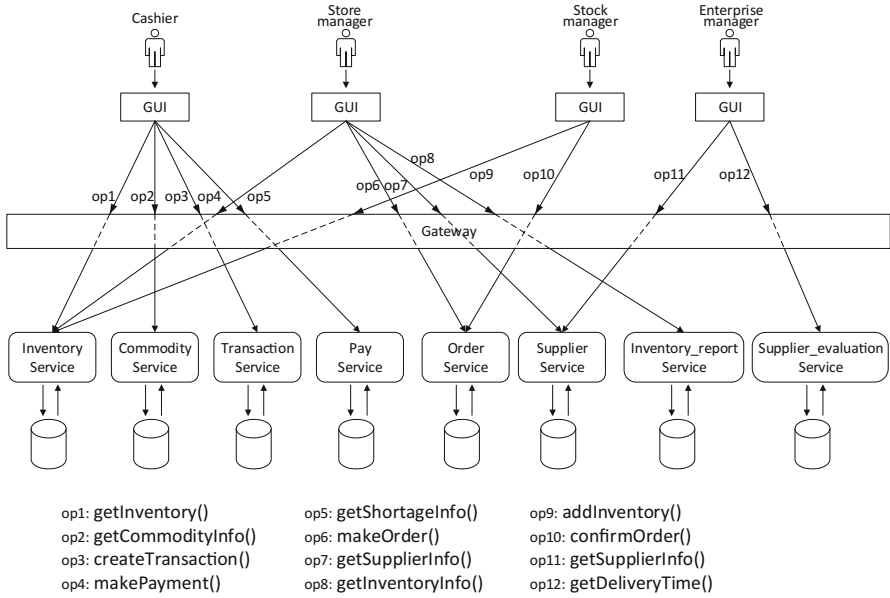 Cashier
Store
manager
Stock
manager
Enterprise
manager
GUI
GUI
GUI
GUI
op8
op9
op11
op12
op1
op2
op3
op4
op5
op6
op7
op10
Gateway
Inventory
Service
Commodity
Service
Transaction
Service
Pay
Service
Order
Service
Supplier
Service
Inventory_report
Service
Supplier_evaluation
Service
op1: getInventory()
op2: getCommodityInfo()
op3: createTransaction()
op4: makePayment()
op5: getShortageInfo()
op6: makeOrder()
op7: getSupplierInfo()
op8: getInventoryInfo()
op9: addInventory()
op10: confirmOrder()
op11: getSupplierInfo()
op12: getDeliveryTime()